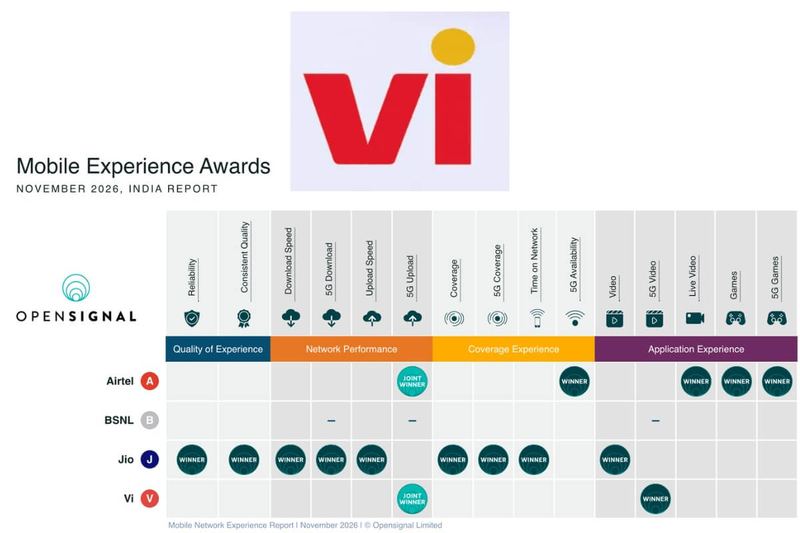 vi
Mobile Experience Awards
NOVEMBER 2026, INDIA REPORT
OPENSIGNAL
Reliability
Consistent Quality
Download Speed
5G Download
Upload Speed
5G Upload
Coverage
5G Coverage
Time on Network
5G Availability
Video
5G Video
Live Video
Games
5G Games
Quality of Experience Network Performance Coverage Experience Application Experience
Airtel A JOINT WINNER WINNER WINNER WINNER WINNER
BSNL B – – –
Jio J WINNER WINNER WINNER WINNER WINNER WINNER WINNER WINNER WINNER
Vi V JOINT WINNER WINNER
Mobile Network Experience Report | November 2026 | © Opensignal Limited